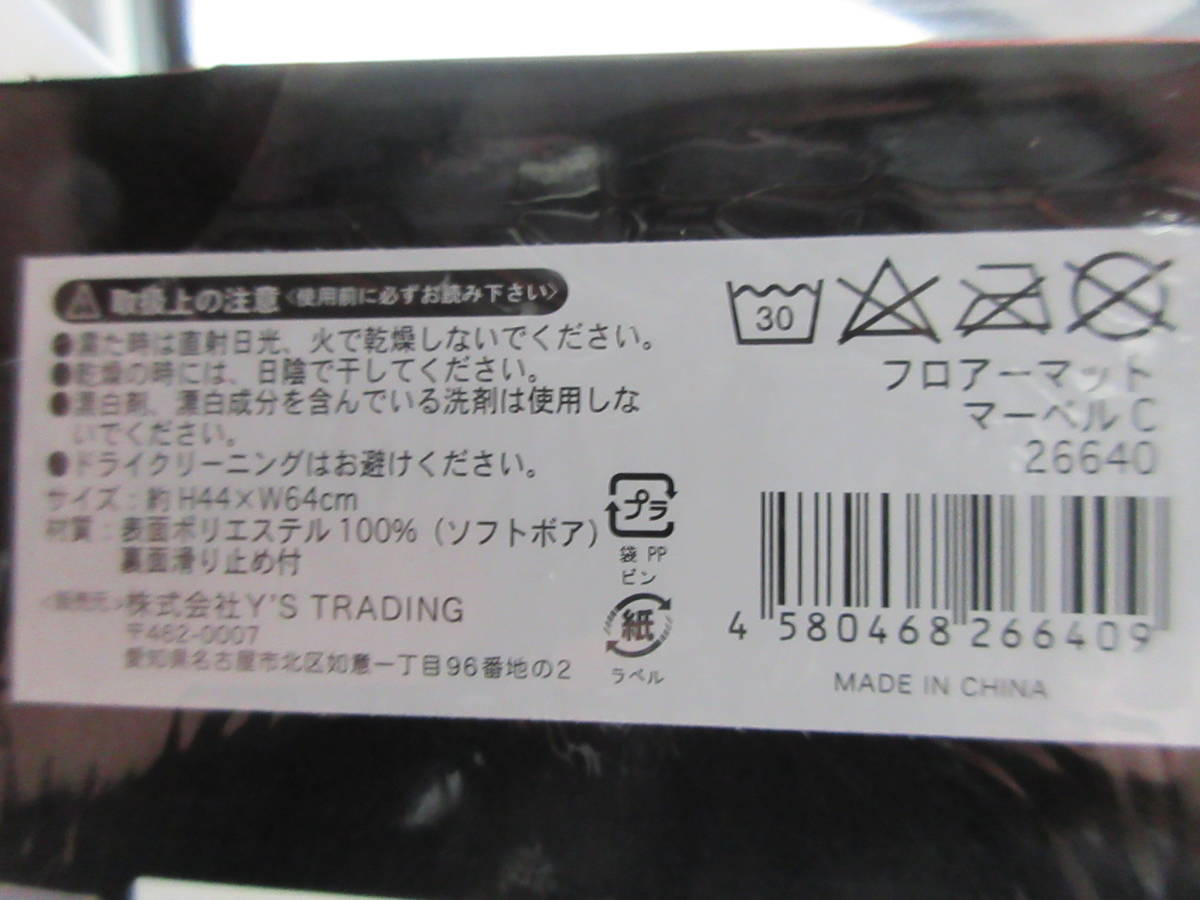 取扱上の注意<使用前に必ずお読み下さい>
●濡た時は直射日光、火で乾燥しないでください。
●乾燥の時には、日陰で干してください。
●漂白剤、漂白成分を含んでいる洗剤は使用しな
いでください。
●ドライクリーニングはお避けください。
サイズ:約H44×W64cm
材質:表面ポリエステル100%(ソフトボア)
裏面滑り止め付
<販売元>株式会社Y'S TRADING
〒462-0007
愛知県名古屋市北区如意一丁目96番地の2
プラ
袋 PP
ピン
紙
ラベル
30
フロアーマット
マーベルC
26640
4 580468 266409
MADE IN CHINA